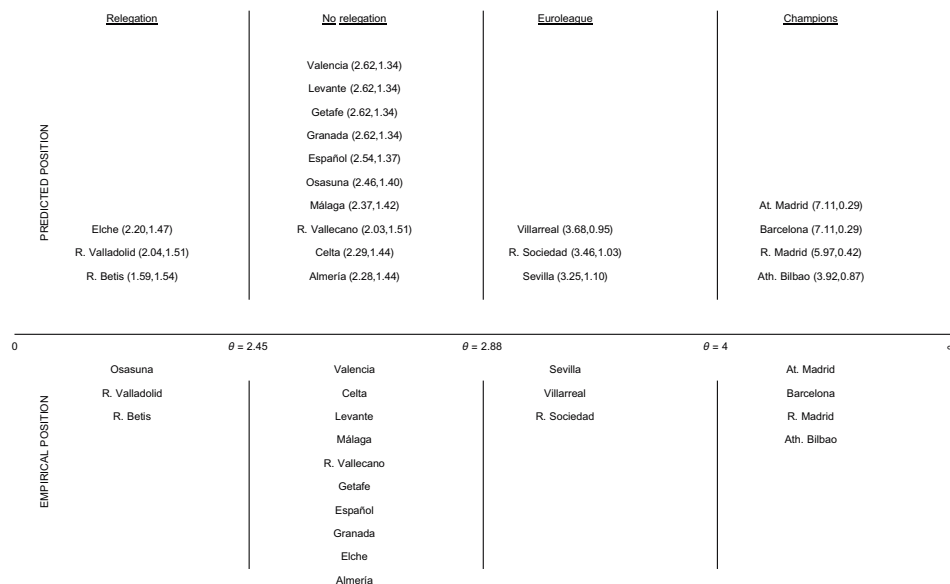 Relegation No relegation Euroleague Champions
PREDICTED POSITION
Valencia (2.62,1.34)
Levante (2.62,1.34)
Getafe (2.62,1.34)
Granada (2.62,1.34)
Español (2.54,1.37)
Osasuna (2.46,1.40)
Málaga (2.37,1.42) At. Madrid (7.11,0.29)
Elche (2.20,1.47) R. Vallecano (2.03,1.51) Villarreal (3.68,0.95) Barcelona (7.11,0.29)
R. Valladolid (2.04,1.51) Celta (2.29,1.44) R. Sociedad (3.46,1.03) R. Madrid (5.97,0.42)
R. Betis (1.59,1.54) Almería (2.28,1.44) Sevilla (3.25,1.10) Ath. Bilbao (3.92,0.87)
0 θ = 2.45 θ = 2.88 θ = 4
EMPIRICAL POSITION
Osasuna Valencia Sevilla At. Madrid
R. Valladolid Celta Villarreal Barcelona
R. Betis Levante R. Sociedad R. Madrid
Málaga Ath. Bilbao
R. Vallecano
Getafe
Español
Granada
Elche
Almería